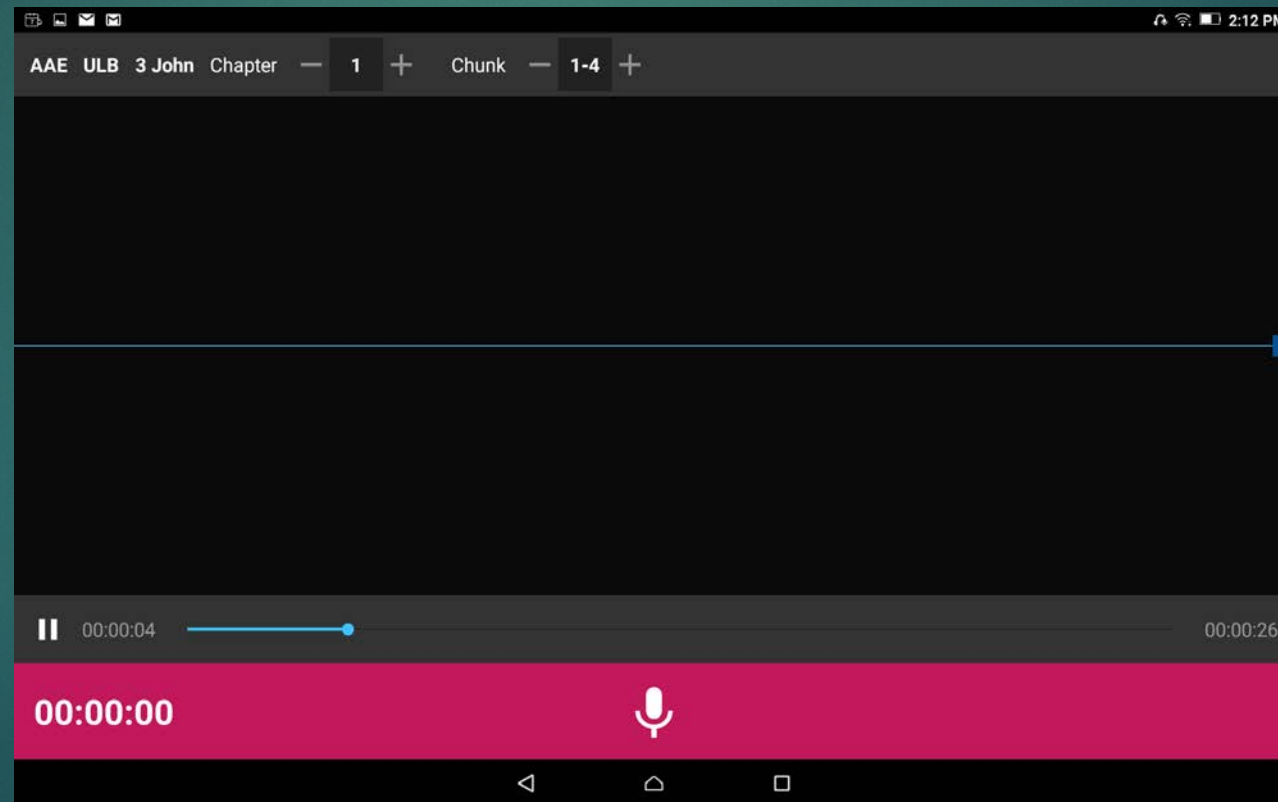 2:12 PM
AAE ULB 3 John Chapter — 1 + Chunk — 1-4 +
00:00:04 00:00:26
00:00:00